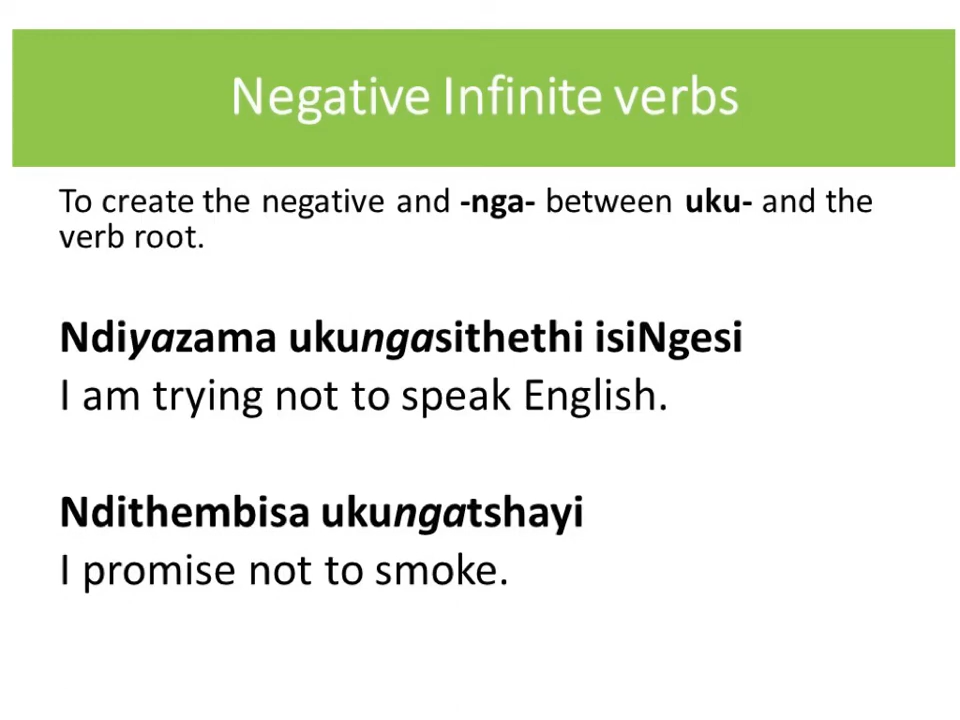 Negative Infinite verbs
To create the negative and -nga- between uku- and the
verb root.
Ndiyazama ukungasithethi isiNgesi
I am trying not to speak English.
Ndithembisa ukungatshayi
I promise not to smoke.